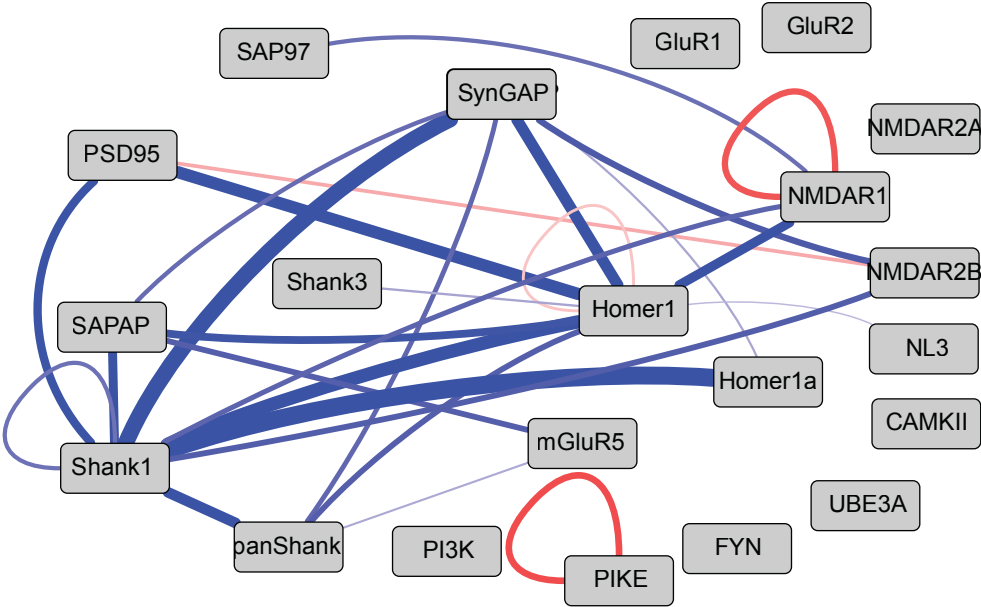 GluR2
GluR1
SAP97
SynGAP
NMDAR2A
PSD95
NMDAR1
NMDAR2B
Shank3
Homer1
SAPAP
NL3
Homer1a
CAMKII
mGluR5
Shank1
UBE3A
panShank
PI3K
FYN
PIKE